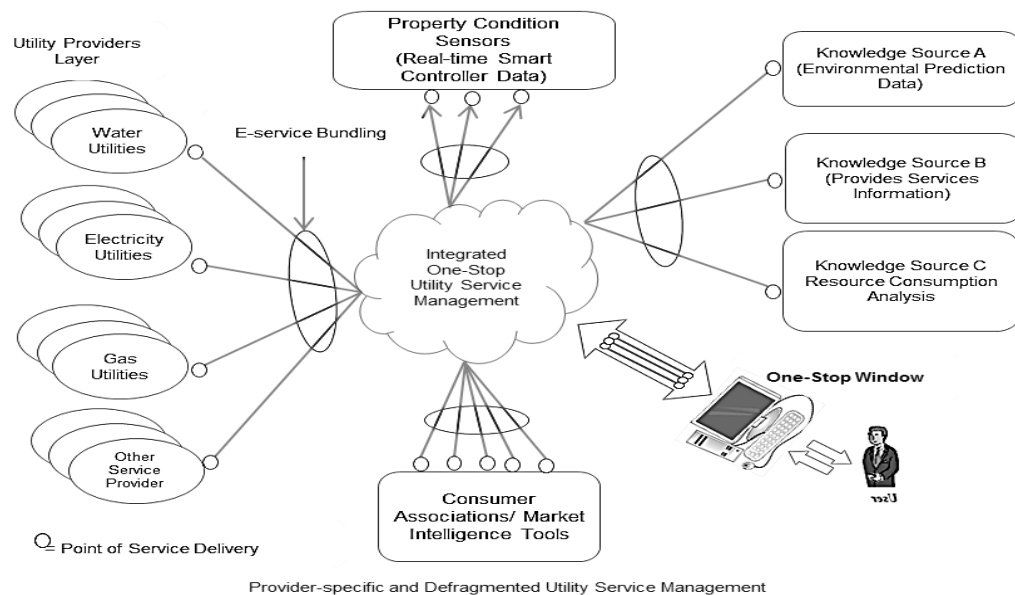 Utility Providers
Layer
Water
Utilities
Electricity
Utilities
Gas
Utilities
Other
Service
Provider
E-service Bundling
Property Condition
Sensors
(Real-time Smart
Controller Data)
Integrated
One-Stop
Utility Service
Management
Knowledge Source A
(Environmental Prediction
Data)
Knowledge Source B
(Provides Services
Information)
Knowledge Source C
Resource Consumption
Analysis
One-Stop Window
User
Consumer
Associations/ Market
Intelligence Tools
= Point of Service Delivery
Provider-specific and Defragmented Utility Service Management